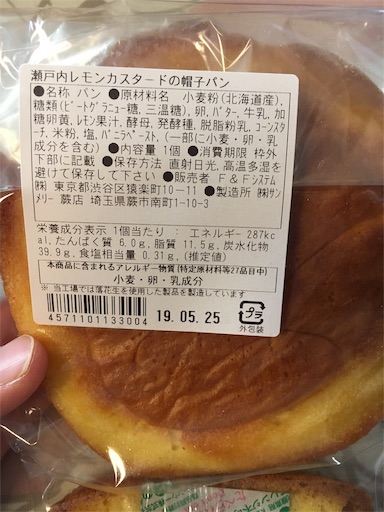 瀬戸内レモンカスタードの帽子パン
●名称 パン ●原材料名 小麦粉(北海道産),
糖類(ビートグラニュー糖, 三温糖), 卵, バター, 牛乳, 加
糖卵黄, レモン果汁, 酵母, 発酵種, 脱脂粉乳, コーンスタ
ーチ, 米粉, 塩, バニラペースト, (一部に小麦・卵・乳
成分を含む) ●内容量 1個 ●消費期限 枠外
下部に記載 ●保存方法 直射日光, 高温多湿を
避けて保存して下さい ●販売者 F&Fシステム
㈱ 東京都渋谷区猿楽町10-11 ●製造所 ㈱サン
メリー 蕨店 埼玉県蕨市南町1-10-3
栄養成分表示 1個当たり : エネルギー 287kc
al, たんぱく質 6.0g, 脂質 11.5g, 炭水化物
39.9g, 食塩相当量 0.31g, (推定値)
本商品に含まれるアレルギー物質(特定原材料等27品目中)
小麦・卵・乳成分
※ 当工場では落花生を使用した製品を製造しています
4571101133004
19.05.25
プラ
外包装